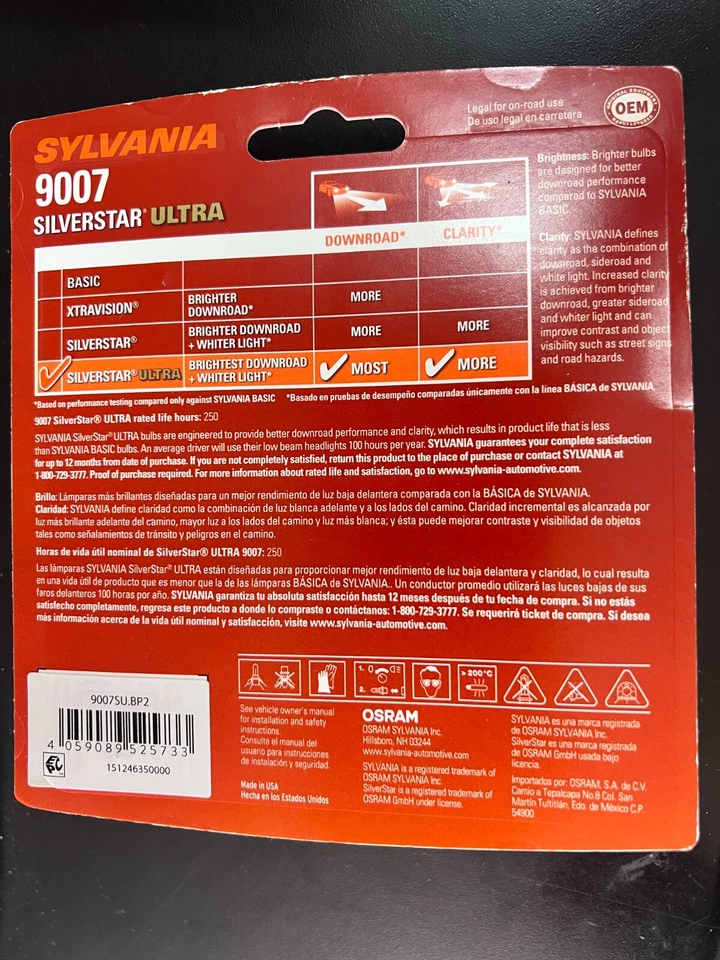 Legal for on-road use
De uso legal en carretera
ORIGINAL EQUIPMENT
OEM
MANUFACTURER
SYLVANIA
9007
SILVERSTAR® ULTRA
DOWNROAD* CLARITY*
BASIC
XTRAVISION® BRIGHTER DOWNROAD* MORE
SILVERSTAR® BRIGHTER DOWNROAD + WHITER LIGHT* MORE MORE
SILVERSTAR® ULTRA BRIGHTEST DOWNROAD + WHITER LIGHT* MOST MORE
Brightness: Brighter bulbs
are designed for better
downroad performance
compared to SYLVANIA
BASIC.
Clarity: SYLVANIA defines
clarity as the combination of
downroad, sideroad and
white light. Increased clarity
is achieved from brighter
downroad, greater sideroad
and whiter light and can
improve contrast and object
visibility such as street signs
and road hazards.
*Based on performance testing compared only against SYLVANIA BASIC *Basado en pruebas de desempeño comparadas únicamente con la línea BÁSICA de SYLVANIA
9007 SilverStar® ULTRA rated life hours: 250
SYLVANIA SilverStar® ULTRA bulbs are engineered to provide better downroad performance and clarity, which results in product life that is less
than SYLVANIA BASIC bulbs. An average driver will use their low beam headlights 100 hours per year. SYLVANIA guarantees your complete satisfaction
for up to 12 months from date of purchase. If you are not completely satisfied, return this product to the place of purchase or contact SYLVANIA at
1-800-729-3777. Proof of purchase required. For more information about rated life and satisfaction, go to www.sylvania-automotive.com.
Brillo: Lámparas más brillantes diseñadas para un mejor rendimiento de luz baja delantera comparada con la BÁSICA de SYLVANIA.
Claridad: SYLVANIA define claridad como la combinación de luz blanca adelante y a los lados del camino. Claridad incremental es alcanzada por
luz más brillante adelante del camino, mayor luz a los lados del camino y luz más blanca; y ésta puede mejorar contraste y visibilidad de objetos
tales como señalamientos de tránsito y peligros en el camino.
Horas de vida útil nominal de SilverStar® ULTRA 9007: 250
Las lámparas SYLVANIA SilverStar® ULTRA están diseñadas para proporcionar mejor rendimiento de luz baja delantera y claridad, lo cual resulta
en una vida útil de producto que es menor que la de las lámparas BÁSICA de SYLVANIA.. Un conductor promedio utilizará las luces bajas de sus
faros delanteros 100 horas por año. SYLVANIA garantiza tu absoluta satisfacción hasta 12 meses después de tu fecha de compra. Si no estás
satisfecho completamente, regresa este producto a donde lo compraste o contáctanos: 1-800-729-3777. Se requerirá ticket de compra. Si desea
más información acerca de la vida útil nominal y satisfacción, visite www.sylvania-automotive.com.
1. 0
2.
> 200°C
9007SU.BP2
4 059089 525733
151246350000
See vehicle owner's manual
for installation and safety
instructions.
Consulte el manual del
usuario para instrucciones
de instalación y seguridad.
Made in USA
Hecha en los Estados Unidos
OSRAM
OSRAM SYLVANIA Inc.
Hillsboro, NH 03244
www.sylvania-automotive.com
SYLVANIA is a registered trademark of
OSRAM SYLVANIA Inc.
SilverStar is a registered trademark of
OSRAM GmbH under license.
SYLVANIA es una marca registrada
de OSRAM SYLVANIA Inc.
SilverStar es una marca registrada
de OSRAM GmbH usada bajo
licencia.
Importados por: OSRAM, S.A. de C.V.
Camio a Tepalcapa No.8 Col. San
Martín Tultitlán, Edo. de México C.P.
54900